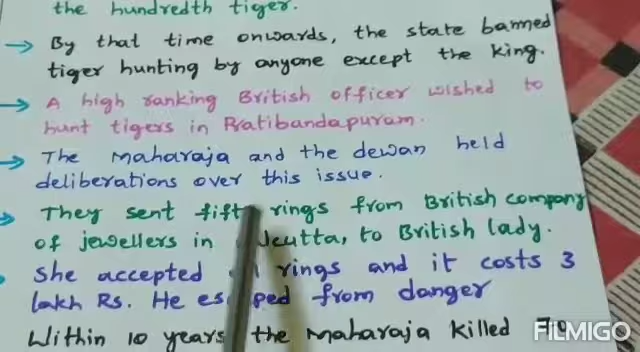 the hundredth tiger.
→ By that time onwards, the state banned
tiger hunting by anyone except the king.
→ A high ranking British officer wished to
hunt tigers in Pratibandapuram.
→ The Maharaja and the dewan held
deliberations over this issue.
They sent rings from British company
of jewellers in to British lady.
She accepted rings and it costs 3
lakh Rs. He from danger
Within 10 years the Maharaja killed 70
FILMIGO